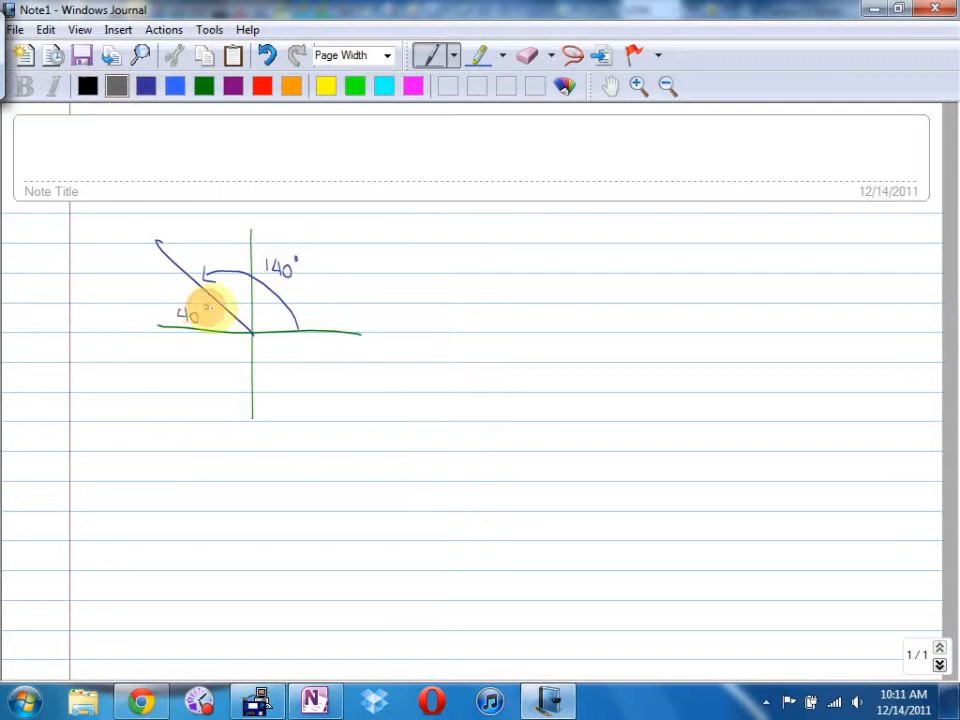 Note1 - Windows Journal
File Edit View Insert Actions Tools Help
Page Width
B I
Note Title
12/14/2011
140°
40°
1 / 1
N
10:11 AM
12/14/2011